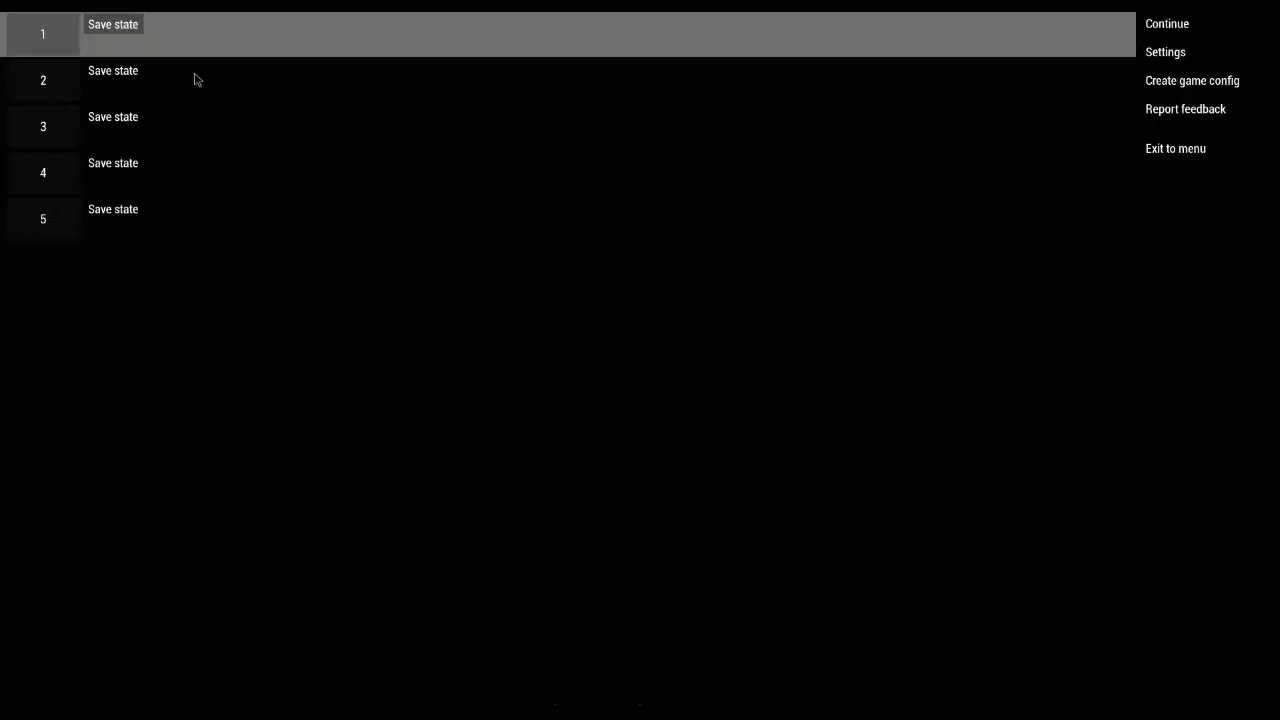 1 Save state
2 Save state
3 Save state
4 Save state
5 Save state
Continue
Settings
Create game config
Report feedback
Exit to menu